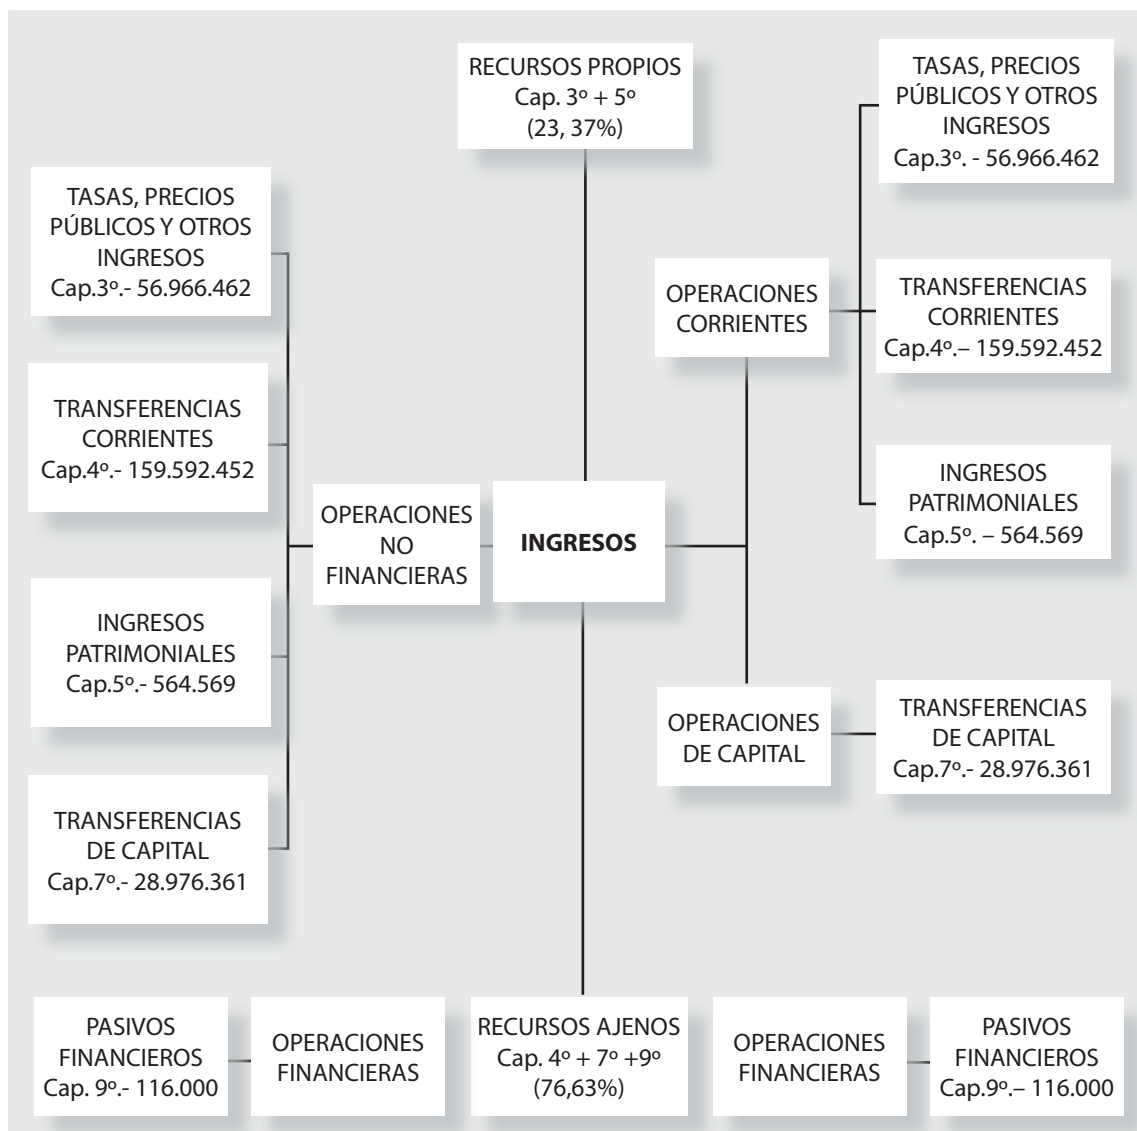 RECURSOS PROPIOS
Cap. 3º + 5º
(23, 37%)
TASAS, PRECIOS
PÚBLICOS Y OTROS
INGRESOS
Cap.3º. - 56.966.462
TASAS, PRECIOS
PÚBLICOS Y OTROS
INGRESOS
Cap.3º.- 56.966.462
OPERACIONES
CORRIENTES
TRANSFERENCIAS
CORRIENTES
Cap.4º.– 159.592.452
TRANSFERENCIAS
CORRIENTES
Cap.4º.- 159.592.452
INGRESOS
PATRIMONIALES
Cap.5º. – 564.569
OPERACIONES
NO
FINANCIERAS
INGRESOS
INGRESOS
PATRIMONIALES
Cap.5º.- 564.569
OPERACIONES
DE CAPITAL
TRANSFERENCIAS
DE CAPITAL
Cap.7º.- 28.976.361
TRANSFERENCIAS
DE CAPITAL
Cap.7º.- 28.976.361
PASIVOS
FINANCIEROS
Cap. 9º.- 116.000
OPERACIONES
FINANCIERAS
RECURSOS AJENOS
Cap. 4º + 7º +9º
(76,63%)
OPERACIONES
FINANCIERAS
PASIVOS
FINANCIEROS
Cap.9º.– 116.000